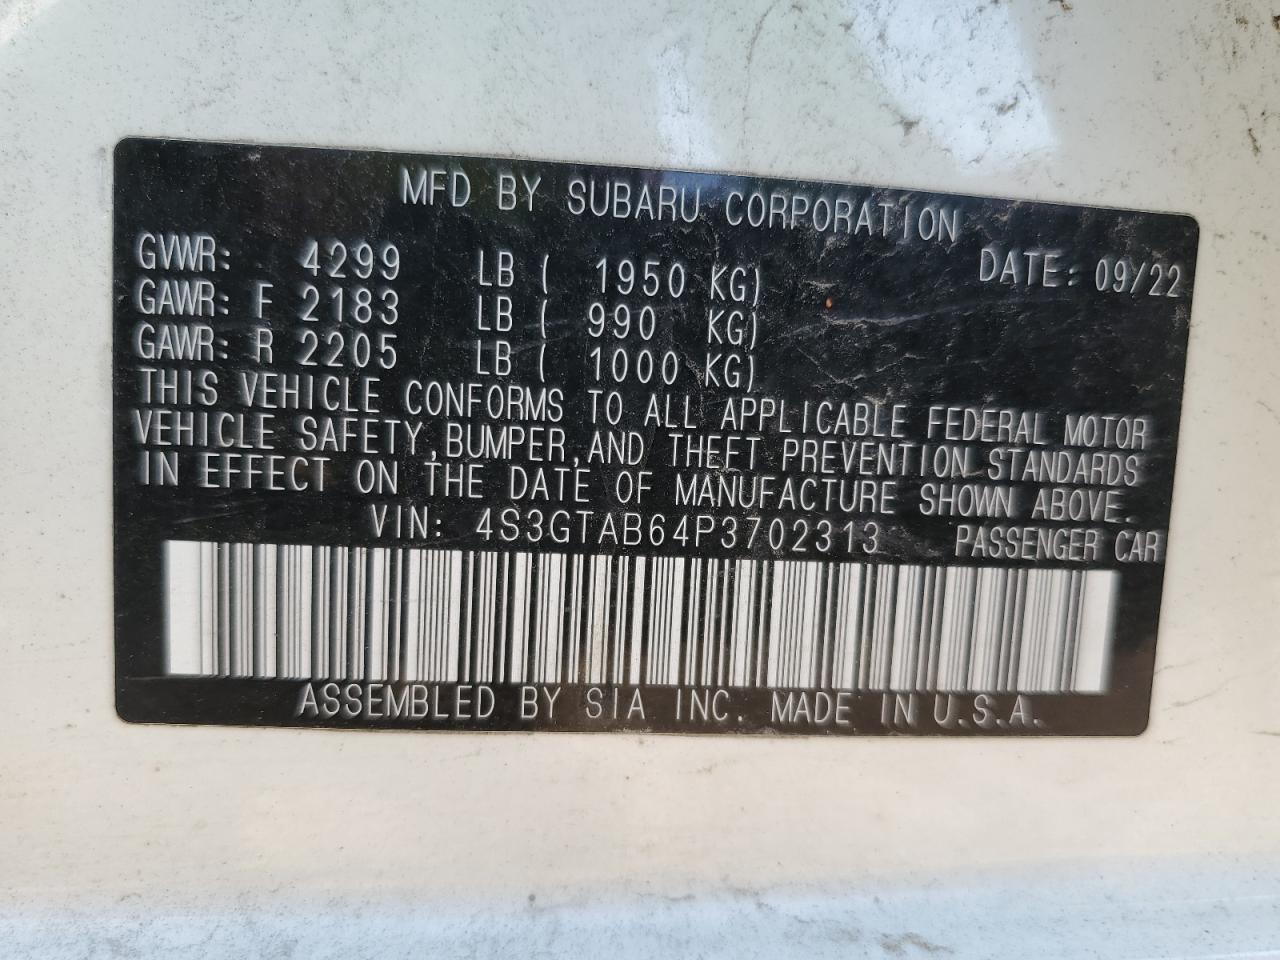 MFD BY SUBARU CORPORATION
GVWR: 4299 LB ( 1950 KG) DATE: 09/22
GAWR: F 2183 LB ( 990 KG)
GAWR: R 2205 LB ( 1000 KG)
THIS VEHICLE CONFORMS TO ALL APPLICABLE FEDERAL MOTOR
VEHICLE SAFETY,BUMPER,AND THEFT PREVENTION STANDARDS
IN EFFECT ON THE DATE OF MANUFACTURE SHOWN ABOVE.
VIN: 4S3GTAB64P3702313 PASSENGER CAR
ASSEMBLED BY SIA INC. MADE IN U.S.A.